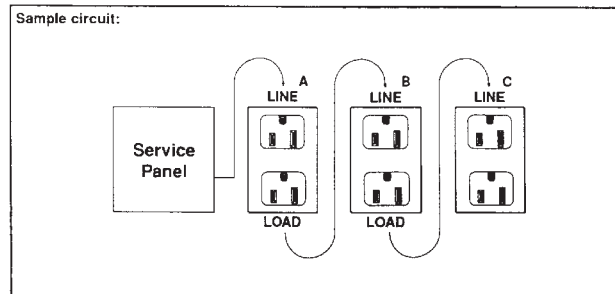 Sample circuit:
A B C
LINE LINE LINE
Service
Panel
LOAD LOAD